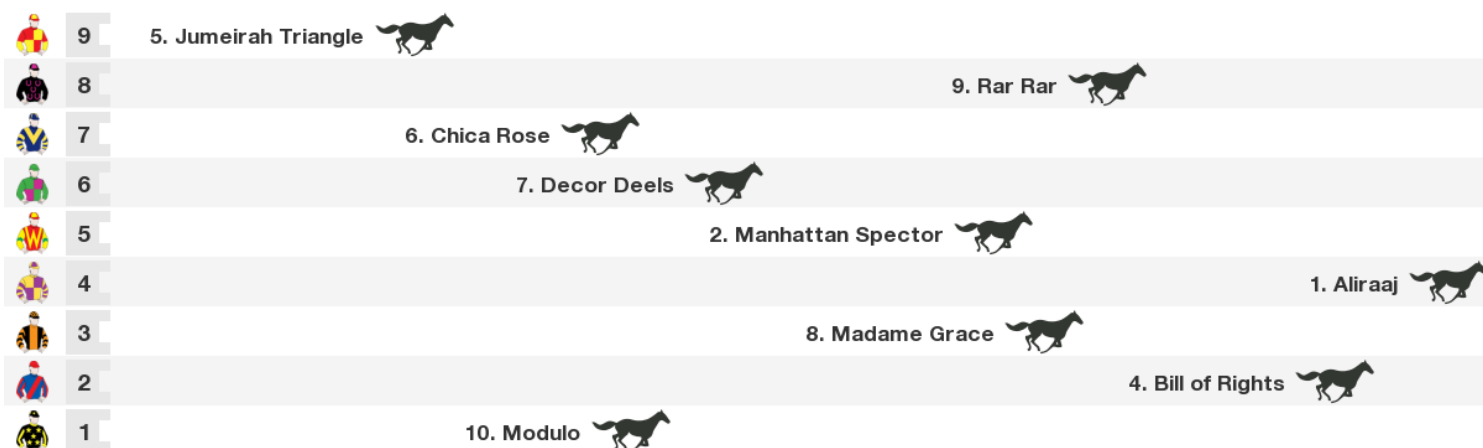 9 5. Jumeirah Triangle
8 9. Rar Rar
7 6. Chica Rose
6 7. Decor Deels
5 2. Manhattan Spector
4 1. Aliraaj
3 8. Madame Grace
2 4. Bill of Rights
1 10. Modulo